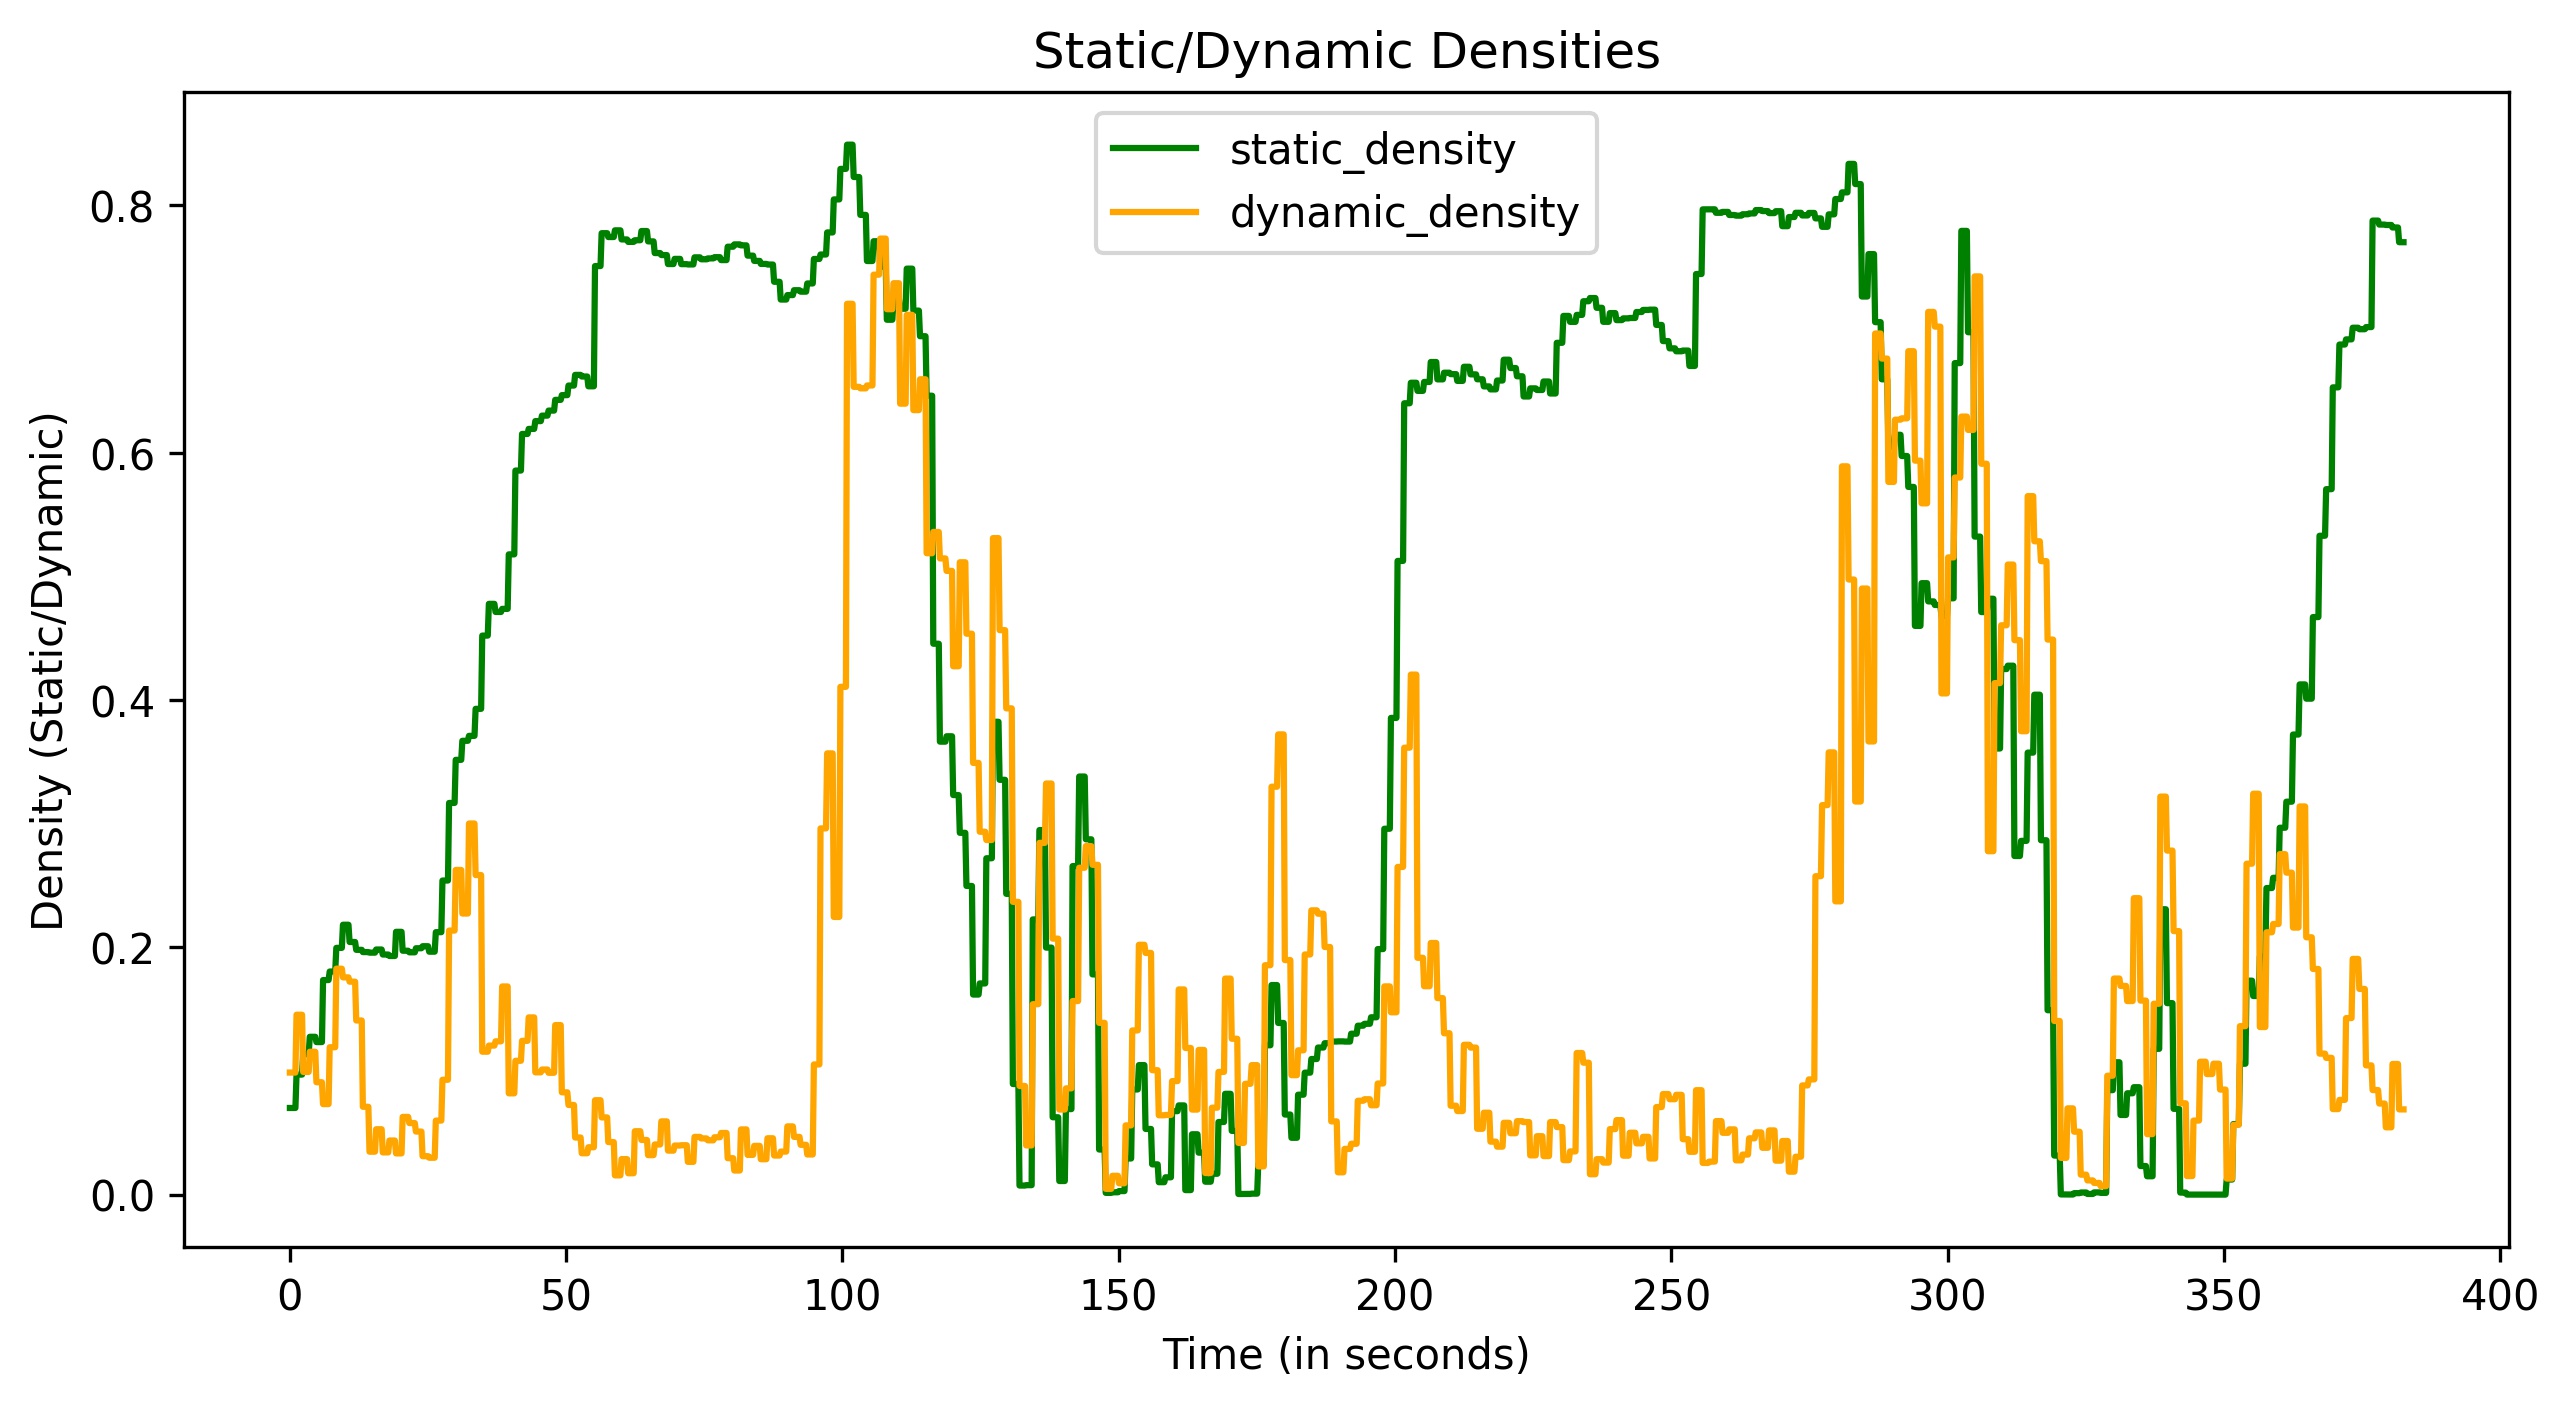 Static/Dynamic Densities
static_density
dynamic_density
Density (Static/Dynamic)
0.8
0.6
0.4
0.2
0.0
0 50 100 150 200 250 300 350 400
Time (in seconds)